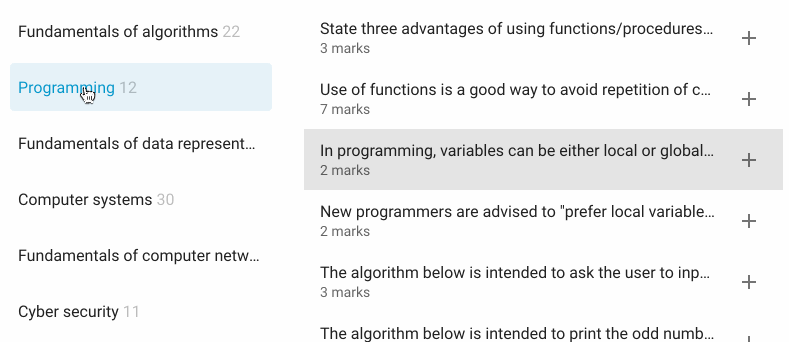 Fundamentals of algorithms 22
Programming 12
Fundamentals of data represent...
Computer systems 30
Fundamentals of computer netw...
Cyber security 11
State three advantages of using functions/procedures...
3 marks
Use of functions is a good way to avoid repetition of c...
7 marks
In programming, variables can be either local or global...
2 marks
New programmers are advised to "prefer local variable...
2 marks
The algorithm below is intended to ask the user to inp...
3 marks
The algorithm below is intended to print the odd numb...